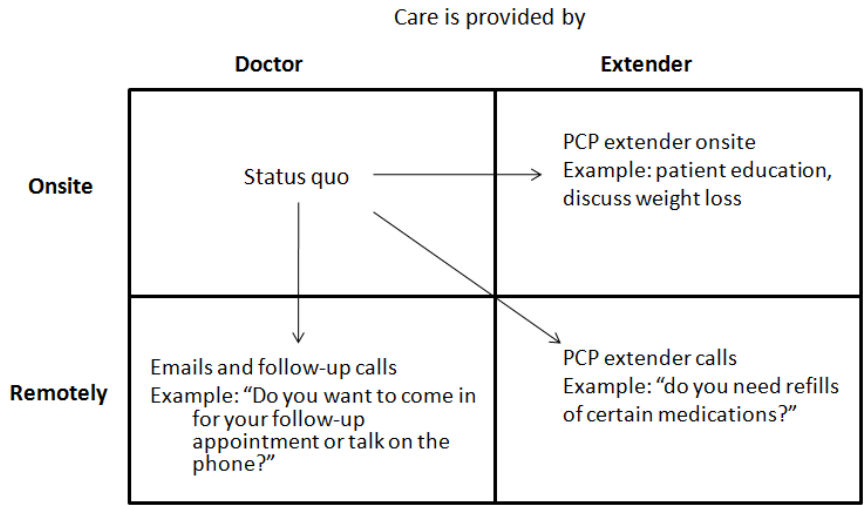 Care is provided by
Doctor
Extender
Onsite
Status quo
PCP extender onsite
Example: patient education,
discuss weight loss
Remotely
Emails and follow-up calls
Example: “Do you want to come in
for your follow-up
appointment or talk on the
phone?”
PCP extender calls
Example: “do you need refills
of certain medications?”